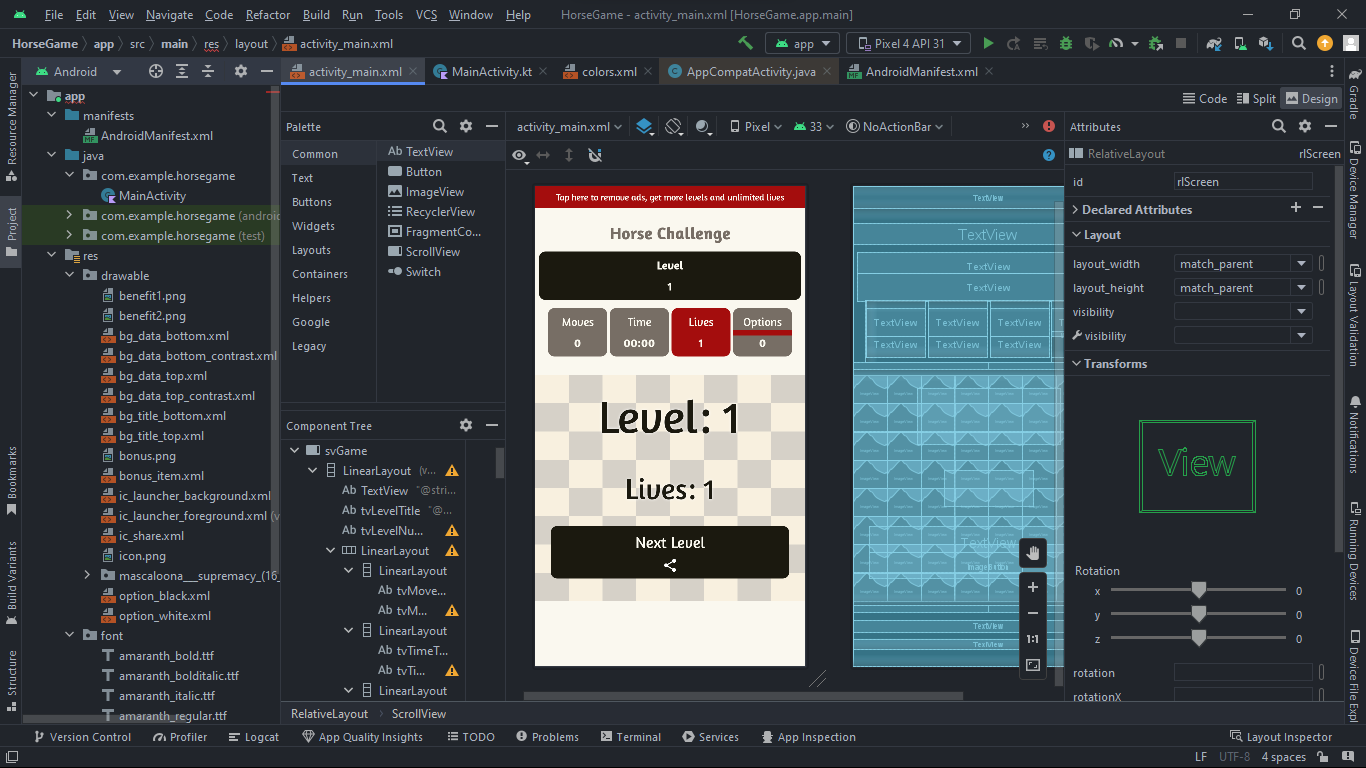 File Edit View Navigate Code Refactor Build Run Tools VCS Window Help HorseGame - activity_main.xml [HorseGame.app.main]
HorseGame app src main res layout activity_main.xml
app Pixel 4 API 31
Android
activity_main.xml MainActivity.kt colors.xml AppCompatActivity.java AndroidManifest.xml
Code Split Design
Resource Manager
Project
Bookmarks
Build Variants
Structure
app
manifests
AndroidManifest.xml
java
com.example.horsegame
MainActivity
com.example.horsegame (androi
com.example.horsegame (test)
res
drawable
benefit1.png
benefit2.png
bg_data_bottom.xml
bg_data_bottom_contrast.xml
bg_data_top.xml
bg_data_top_contrast.xml
bg_title_bottom.xml
bg_title_top.xml
bonus.png
bonus_item.xml
ic_launcher_background.xml
ic_launcher_foreground.xml (v
ic_share.xml
icon.png
mascaloona___supremacy_(16_
option_black.xml
option_white.xml
font
amaranth_bold.ttf
amaranth_bolditalic.ttf
amaranth_italic.ttf
amaranth_regular.ttf
Palette
Common
Text
Buttons
Widgets
Layouts
Containers
Helpers
Google
Legacy
Ab TextView
Button
ImageView
RecyclerView
FragmentCo...
ScrollView
Switch
Component Tree
svGame
LinearLayout (v...
Ab TextView "@stri...
Ab tvLevelTitle "@...
Ab tvLevelNu...
LinearLayout
LinearLayout
Ab tvMove...
Ab tvM...
LinearLayout
Ab tvTimeT...
Ab tvTi...
LinearLayout
activity_main.xml Pixel 33 NoActionBar
Tap here to remove ads, get more levels and unlimited lives
Horse Challenge
Level
1
Moves Time Lives Options
0 00:00 1 0
Level: 1
Lives: 1
Next Level
TextView
TextView
TextView
TextView
TextView TextView TextView
TextView TextView TextView
TextView
ImageButton
TextView
TextView
1:1
RelativeLayout ScrollView
Attributes
RelativeLayout rlScreen
id rlScreen
Declared Attributes
Layout
layout_width match_parent
layout_height match_parent
visibility
visibility
Transforms
View
Rotation
x 0
y 0
z 0
rotation
rotationX
Gradle
Device Manager
Layout Validation
Notifications
Running Devices
Device File Expl
Version Control Profiler Logcat App Quality Insights TODO Problems Terminal Services App Inspection Layout Inspector
LF UTF-8 4 spaces